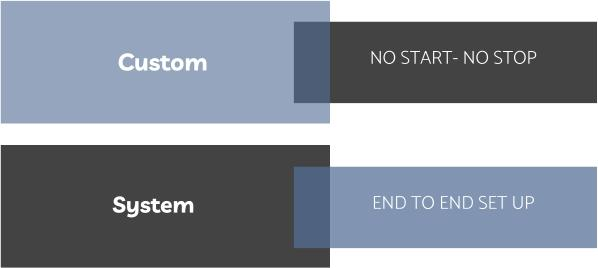 Custom
NO START- NO STOP
System
END TO END SET UP